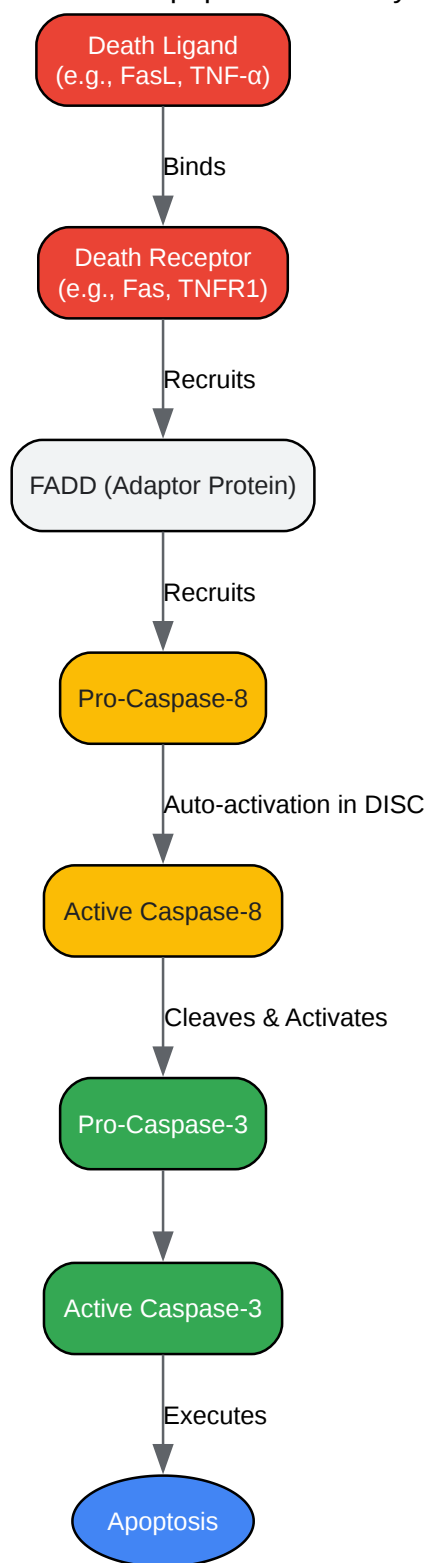 Death Ligand
(e.g., FasL, TNF-α)
Binds
Death Receptor
(e.g., Fas, TNFR1)
Recruits
FADD (Adaptor Protein)
Recruits
Pro-Caspase-8
Auto-activation in DISC
Active Caspase-8
Cleaves & Activates
Pro-Caspase-3
Active Caspase-3
Executes
Apoptosis